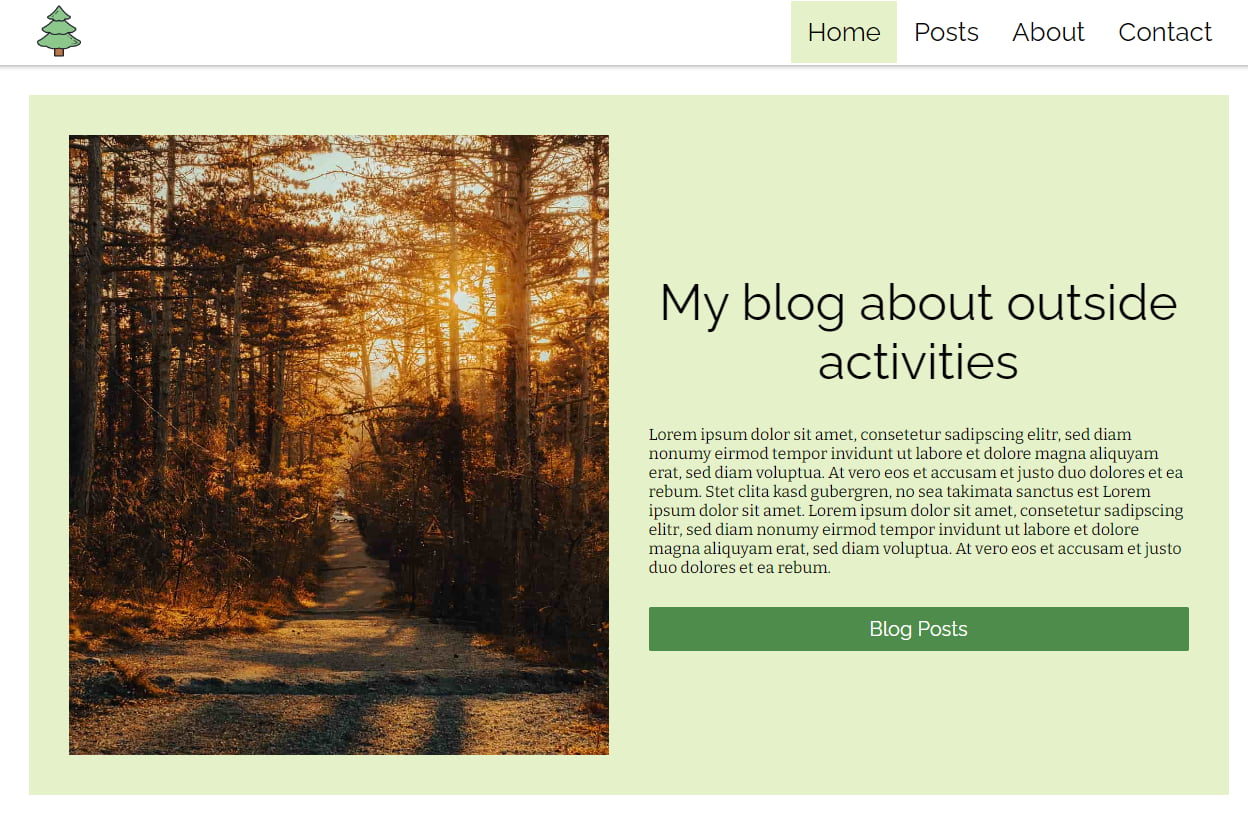 Home Posts About Contact
My blog about outside
activities
Lorem ipsum dolor sit amet, consetetur sadipscing elitr, sed diam
nonumy eirmod tempor invidunt ut labore et dolore magna aliquyam
erat, sed diam voluptua. At vero eos et accusam et justo duo dolores et ea
rebum. Stet clita kasd gubergren, no sea takimata sanctus est Lorem
ipsum dolor sit amet. Lorem ipsum dolor sit amet, consetetur sadipscing
elitr, sed diam nonumy eirmod tempor invidunt ut labore et dolore
magna aliquyam erat, sed diam voluptua. At vero eos et accusam et justo
duo dolores et ea rebum.
Blog Posts